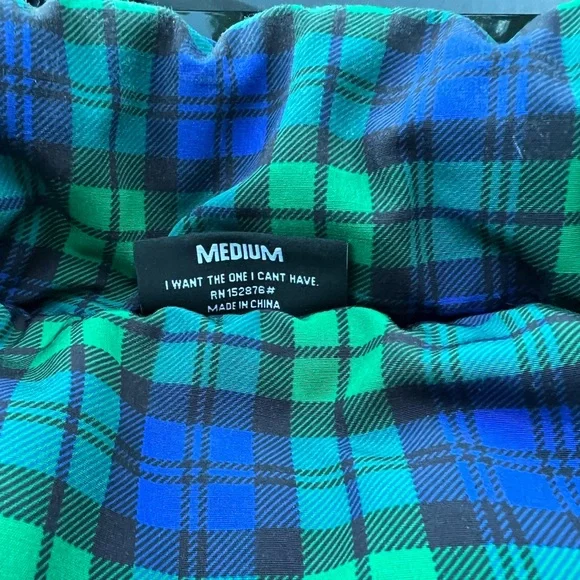 MEDIUM
I WANT THE ONE I CANT HAVE.
RN152876#
MADE IN CHINA